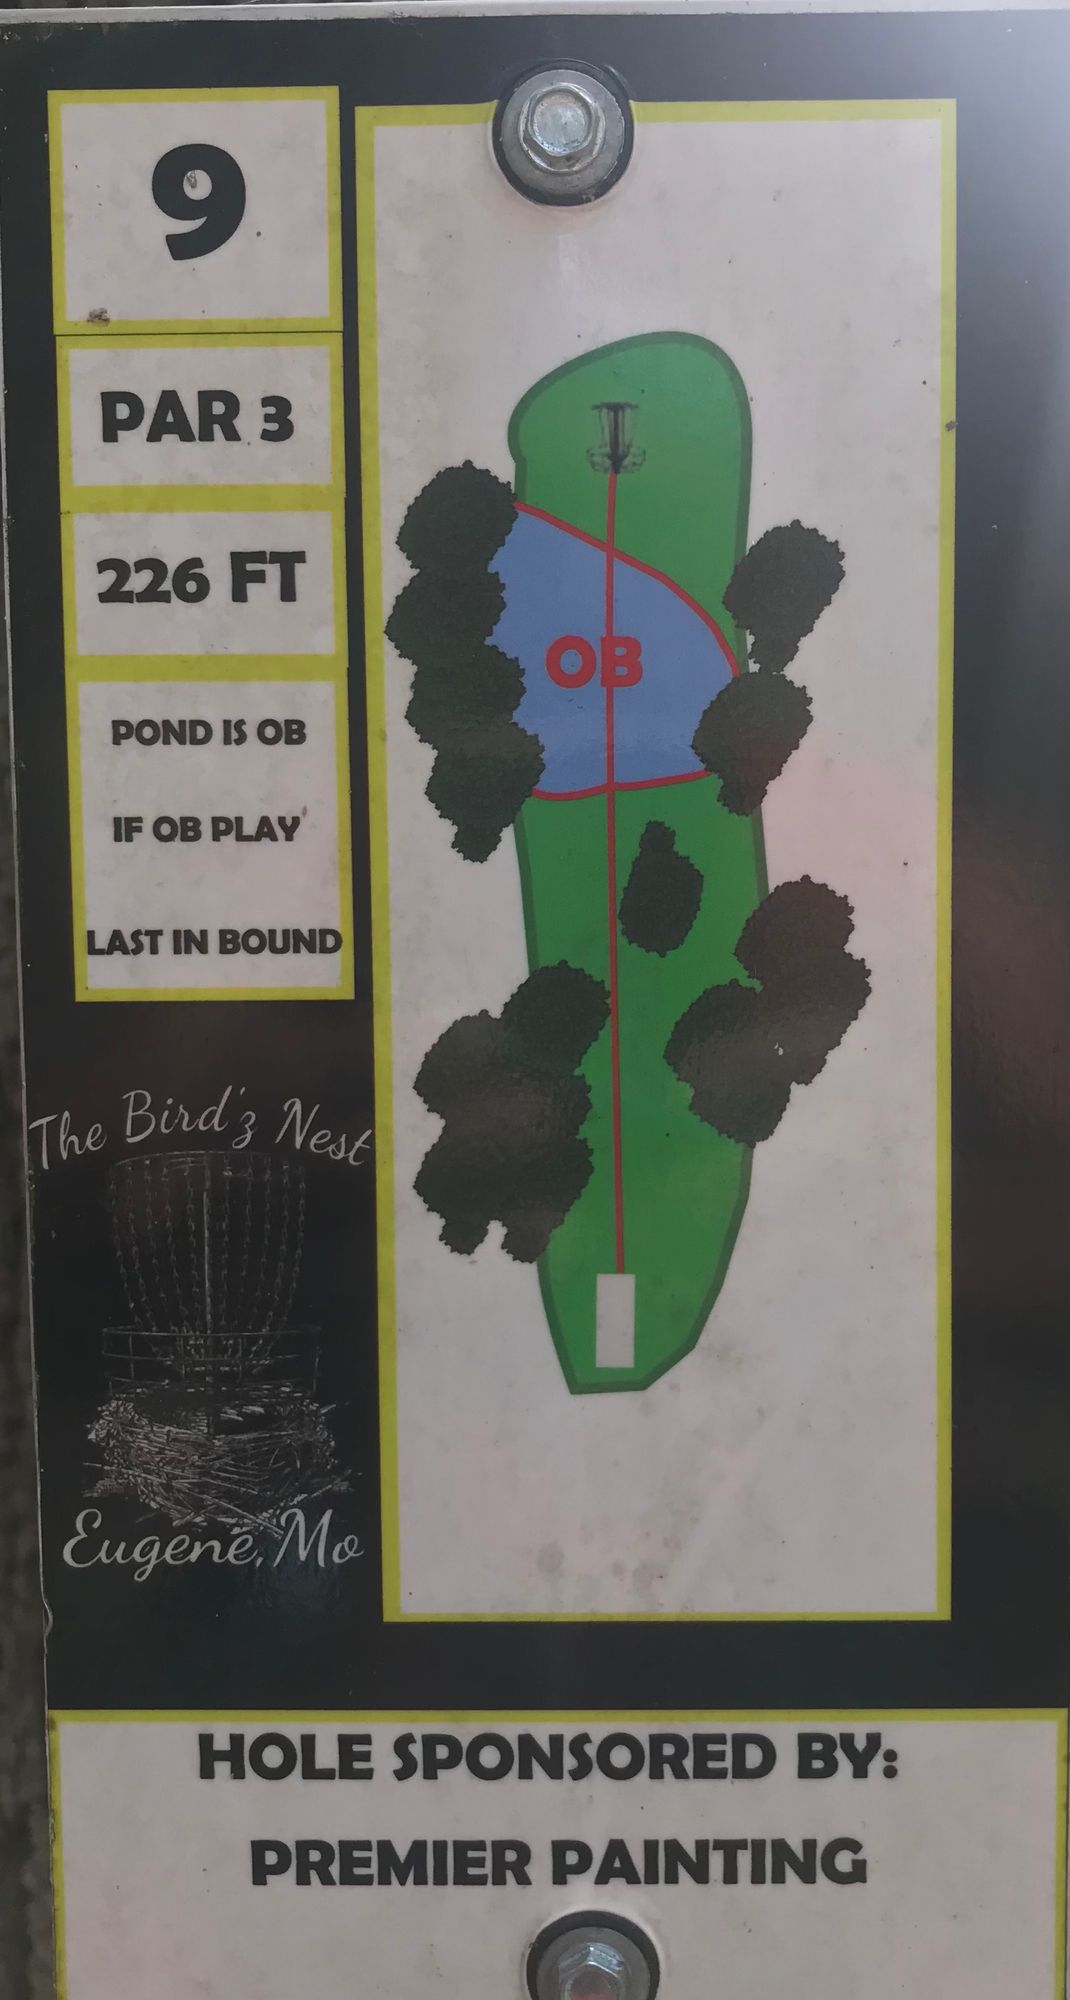 9
PAR 3
226 FT
POND IS OB
IF OB PLAY
LAST IN BOUND
OB
The Bird'z Nest
Eugene, Mo
HOLE SPONSORED BY:
PREMIER PAINTING